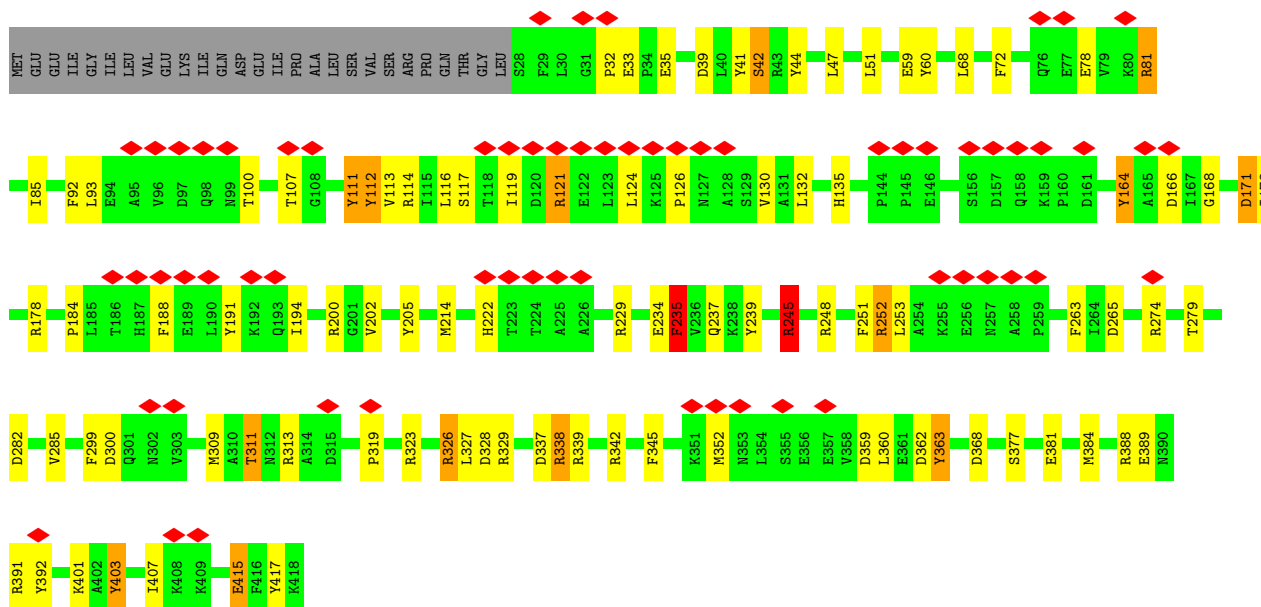 MET GLU GLU ILE GLY ILE LEU VAL GLU LYS ILE GLN ASP GLU ILE PRO ALA LEU SER VAL SER ARG PRO GLN THR GLY LEU S28 F29 L30 G31 P32 E33 P34 E35 D39 L40 Y41 S42 R43 Y44 L47 L51 E59 Y60 L68 F72 Q76 E77 E78 V79 K80 R81
I85 F92 L93 E94 A95 V96 D97 Q98 N99 T100 T107 G108 Y111 Y112 V113 R114 I115 L116 S117 T118 I119 D120 R121 E122 L123 L124 K125 P126 N127 A128 S129 V130 A131 L132 H135 P144 P145 E146 S156 D157 Q158 K159 P160 D161 Y164 A165 D166 I167 G168 D171
R178 P184 L185 T186 H187 F188 E189 L190 Y191 K192 Q193 I194 R200 G201 V202 Y205 M214 H222 T223 T224 A225 A226 R229 E234 F235 V236 Q237 K238 Y239 R245 R248 F251 R252 L253 A254 K255 E256 N257 A258 P259 F263 I264 D265 R274 T279
D282 V285 F299 D300 Q301 N302 V303 M309 A310 T311 N312 R313 A314 D315 P319 R323 R326 L327 D328 R329 D337 R338 R339 R342 F345 K351 M352 N353 L354 S355 E356 E357 V358 D359 L360 E361 D362 Y363 D368 S377 E381 M384 R388 E389 N390
R391 Y392 K401 A402 Y403 I407 K408 K409 E415 F416 Y417 K418